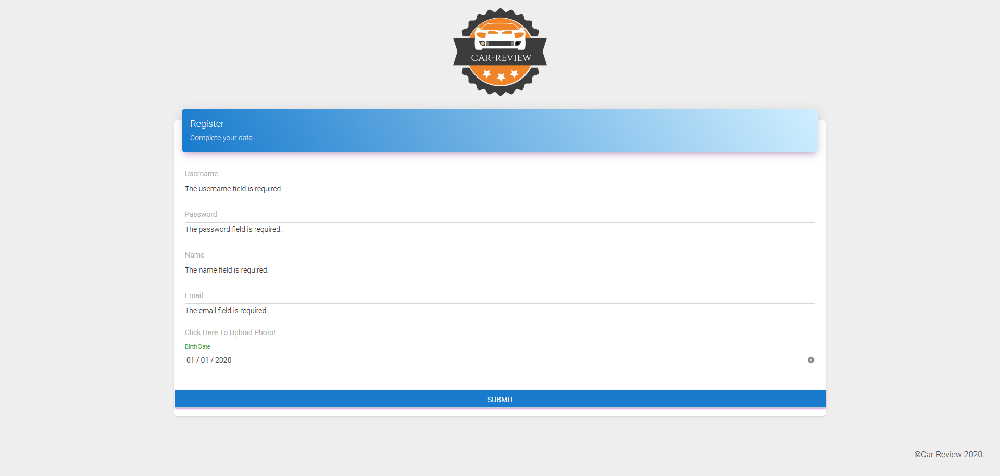 CAR-REVIEW
Register
Complete your data
Username
The username field is required.
Password
The password field is required.
Name
The name field is required.
Email
The email field is required.
Click Here To Upload Photo!
Birth Date
01 / 01 / 2020
SUBMIT
©Car-Review 2020.